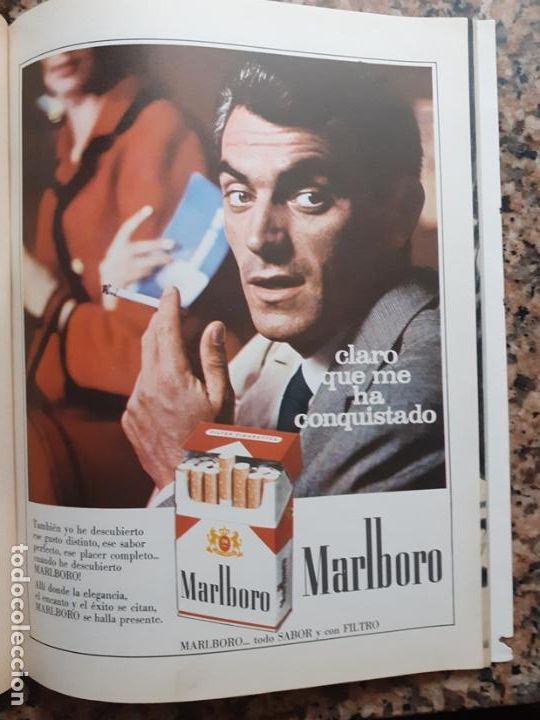 claro
que me
ha
conquistado
FILTER CIGARETTES
Marlboro
Marlboro
También yo he descubierto
ese gusto distinto, ese sabor
perfecto, ese placer completo...
cuando he descubierto
MARLBORO!
Allí donde la elegancia,
el encanto y el éxito se citan,
MARLBORO se halla presente.
Marlboro
MARLBORO... todo SABOR y con FILTRO
todocoleccion